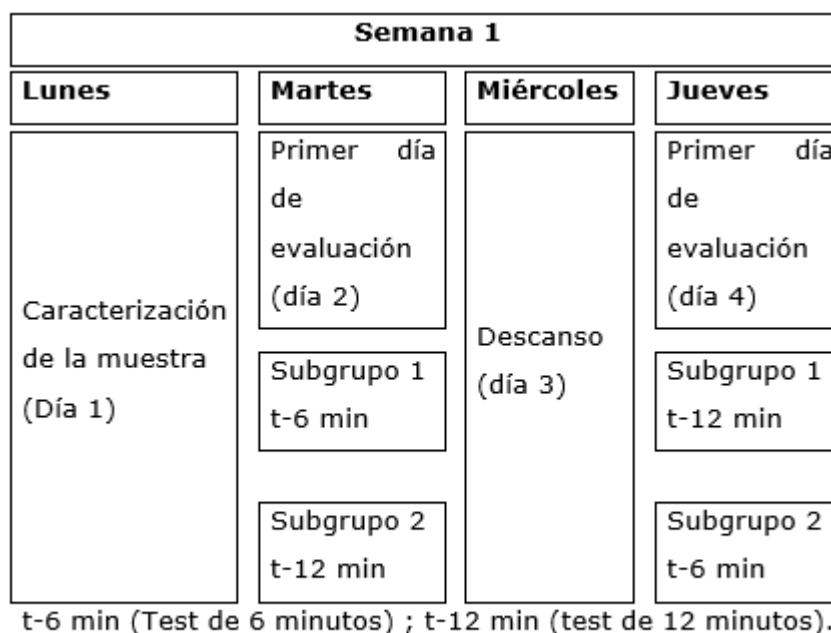 Semana 1
Lunes
Martes
Miércoles
Jueves
Caracterización
de la muestra
(Día 1)
Primer día
de
evaluación
(día 2)
Subgrupo 1
t-6 min
Subgrupo 2
t-12 min
Descanso
(día 3)
Primer día
de
evaluación
(día 4)
Subgrupo 1
t-12 min
Subgrupo 2
t-6 min
t-6 min (Test de 6 minutos) ; t-12 min (test de 12 minutos).